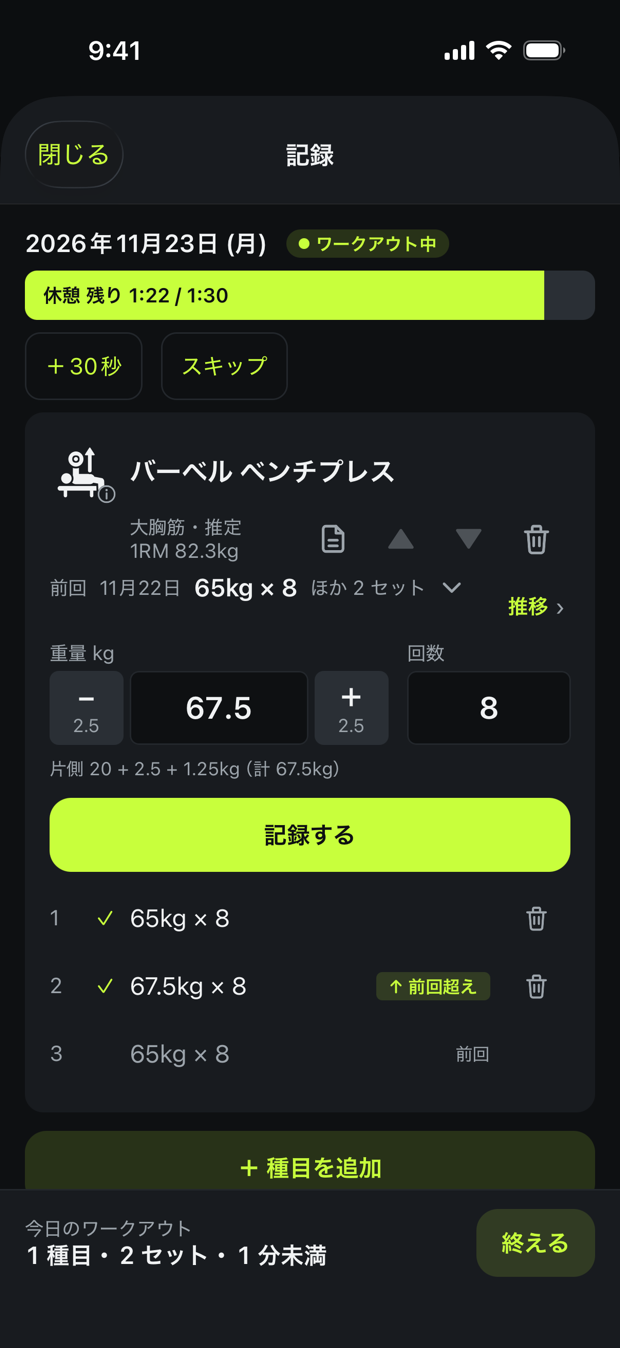 9:41
閉じる
記録
2026年11月23日 (月)
ワークアウト中
休憩 残り 1:22 / 1:30
＋30秒
スキップ
バーベル ベンチプレス
大胸筋・推定
1RM 82.3kg
前回 11月22日 65kg × 8 ほか 2 セット
推移 ›
重量 kg
回数
− 2.5
67.5
+ 2.5
8
片側 20 + 2.5 + 1.25kg (計 67.5kg)
記録する
1 ✓ 65kg × 8
2 ✓ 67.5kg × 8 ↑ 前回超え
3 65kg × 8 前回
＋ 種目を追加
今日のワークアウト
1 種目・2 セット・1 分未満
終える